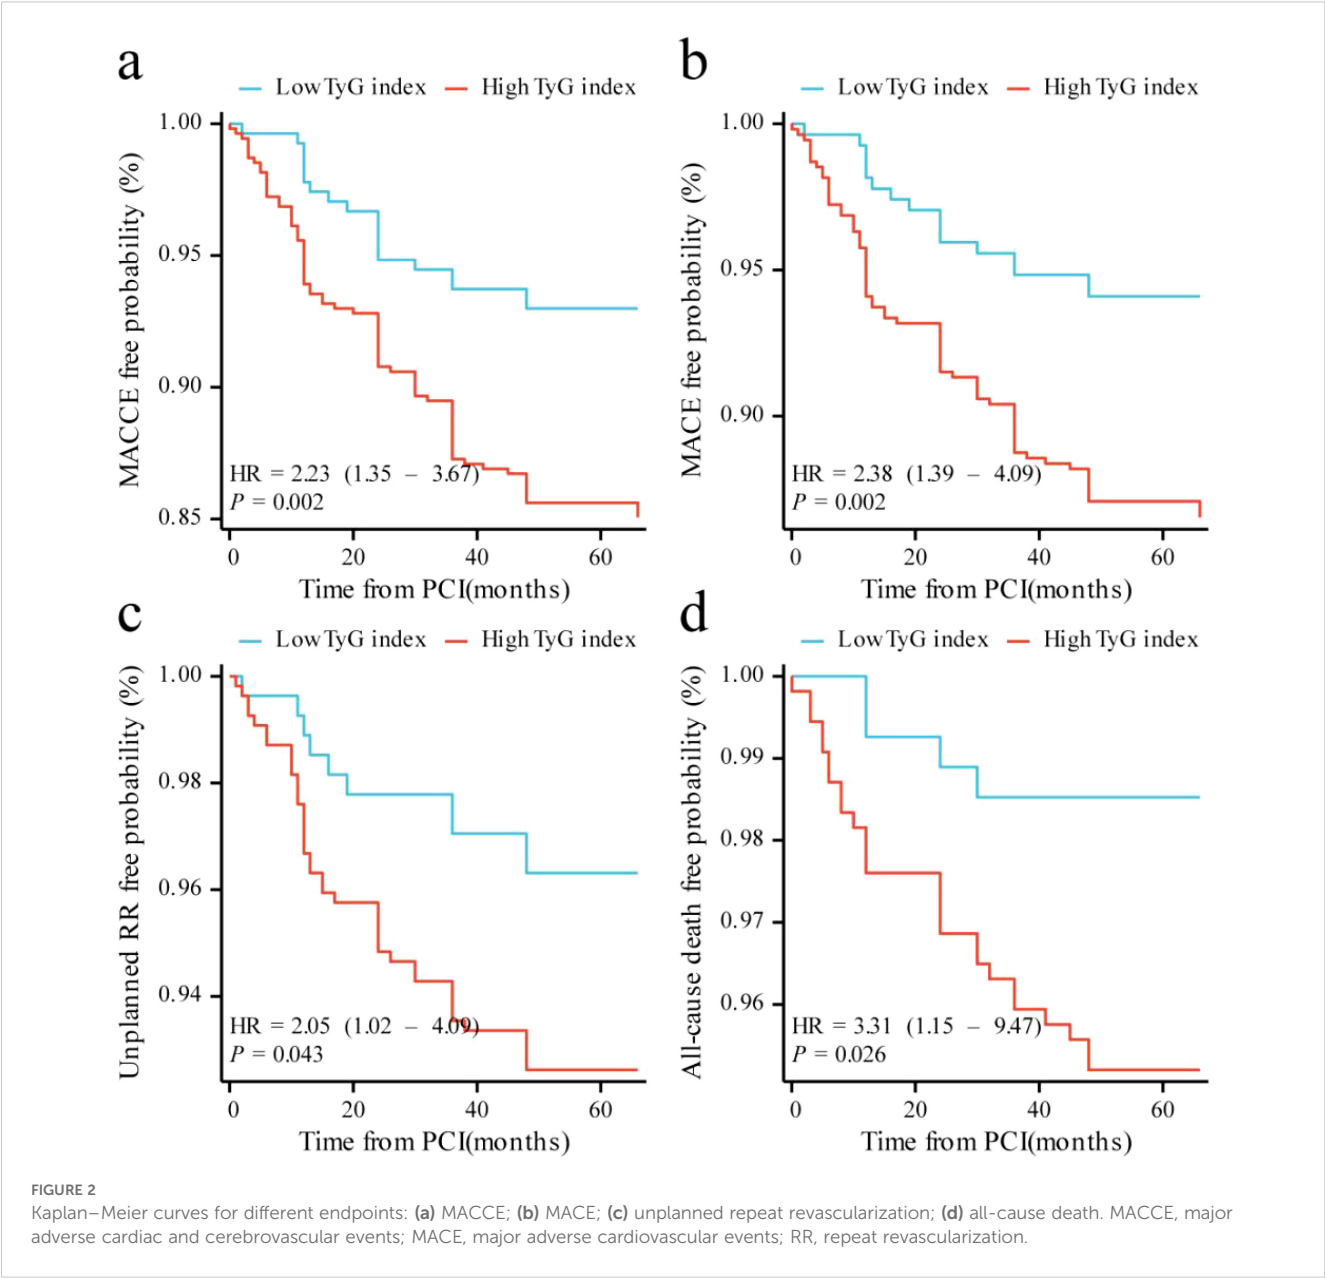 a
Low TyG index High TyG index
MACCE free probability (%)
1.00
0.95
0.90
0.85
HR = 2.23 (1.35 – 3.67)
P = 0.002
0 20 40 60
Time from PCI(months)
b
Low TyG index High TyG index
MACE free probability (%)
1.00
0.95
0.90
HR = 2.38 (1.39 – 4.09)
P = 0.002
0 20 40 60
Time from PCI(months)
c
Low TyG index High TyG index
Unplanned RR free probability (%)
1.00
0.98
0.96
0.94
HR = 2.05 (1.02 – 4.09)
P = 0.043
0 20 40 60
Time from PCI(months)
d
Low TyG index High TyG index
All-cause death free probability (%)
1.00
0.99
0.98
0.97
0.96
HR = 3.31 (1.15 – 9.47)
P = 0.026
0 20 40 60
Time from PCI(months)
FIGURE 2
Kaplan–Meier curves for different endpoints: (a) MACCE; (b) MACE; (c) unplanned repeat revascularization; (d) all-cause death. MACCE, major
adverse cardiac and cerebrovascular events; MACE, major adverse cardiovascular events; RR, repeat revascularization.